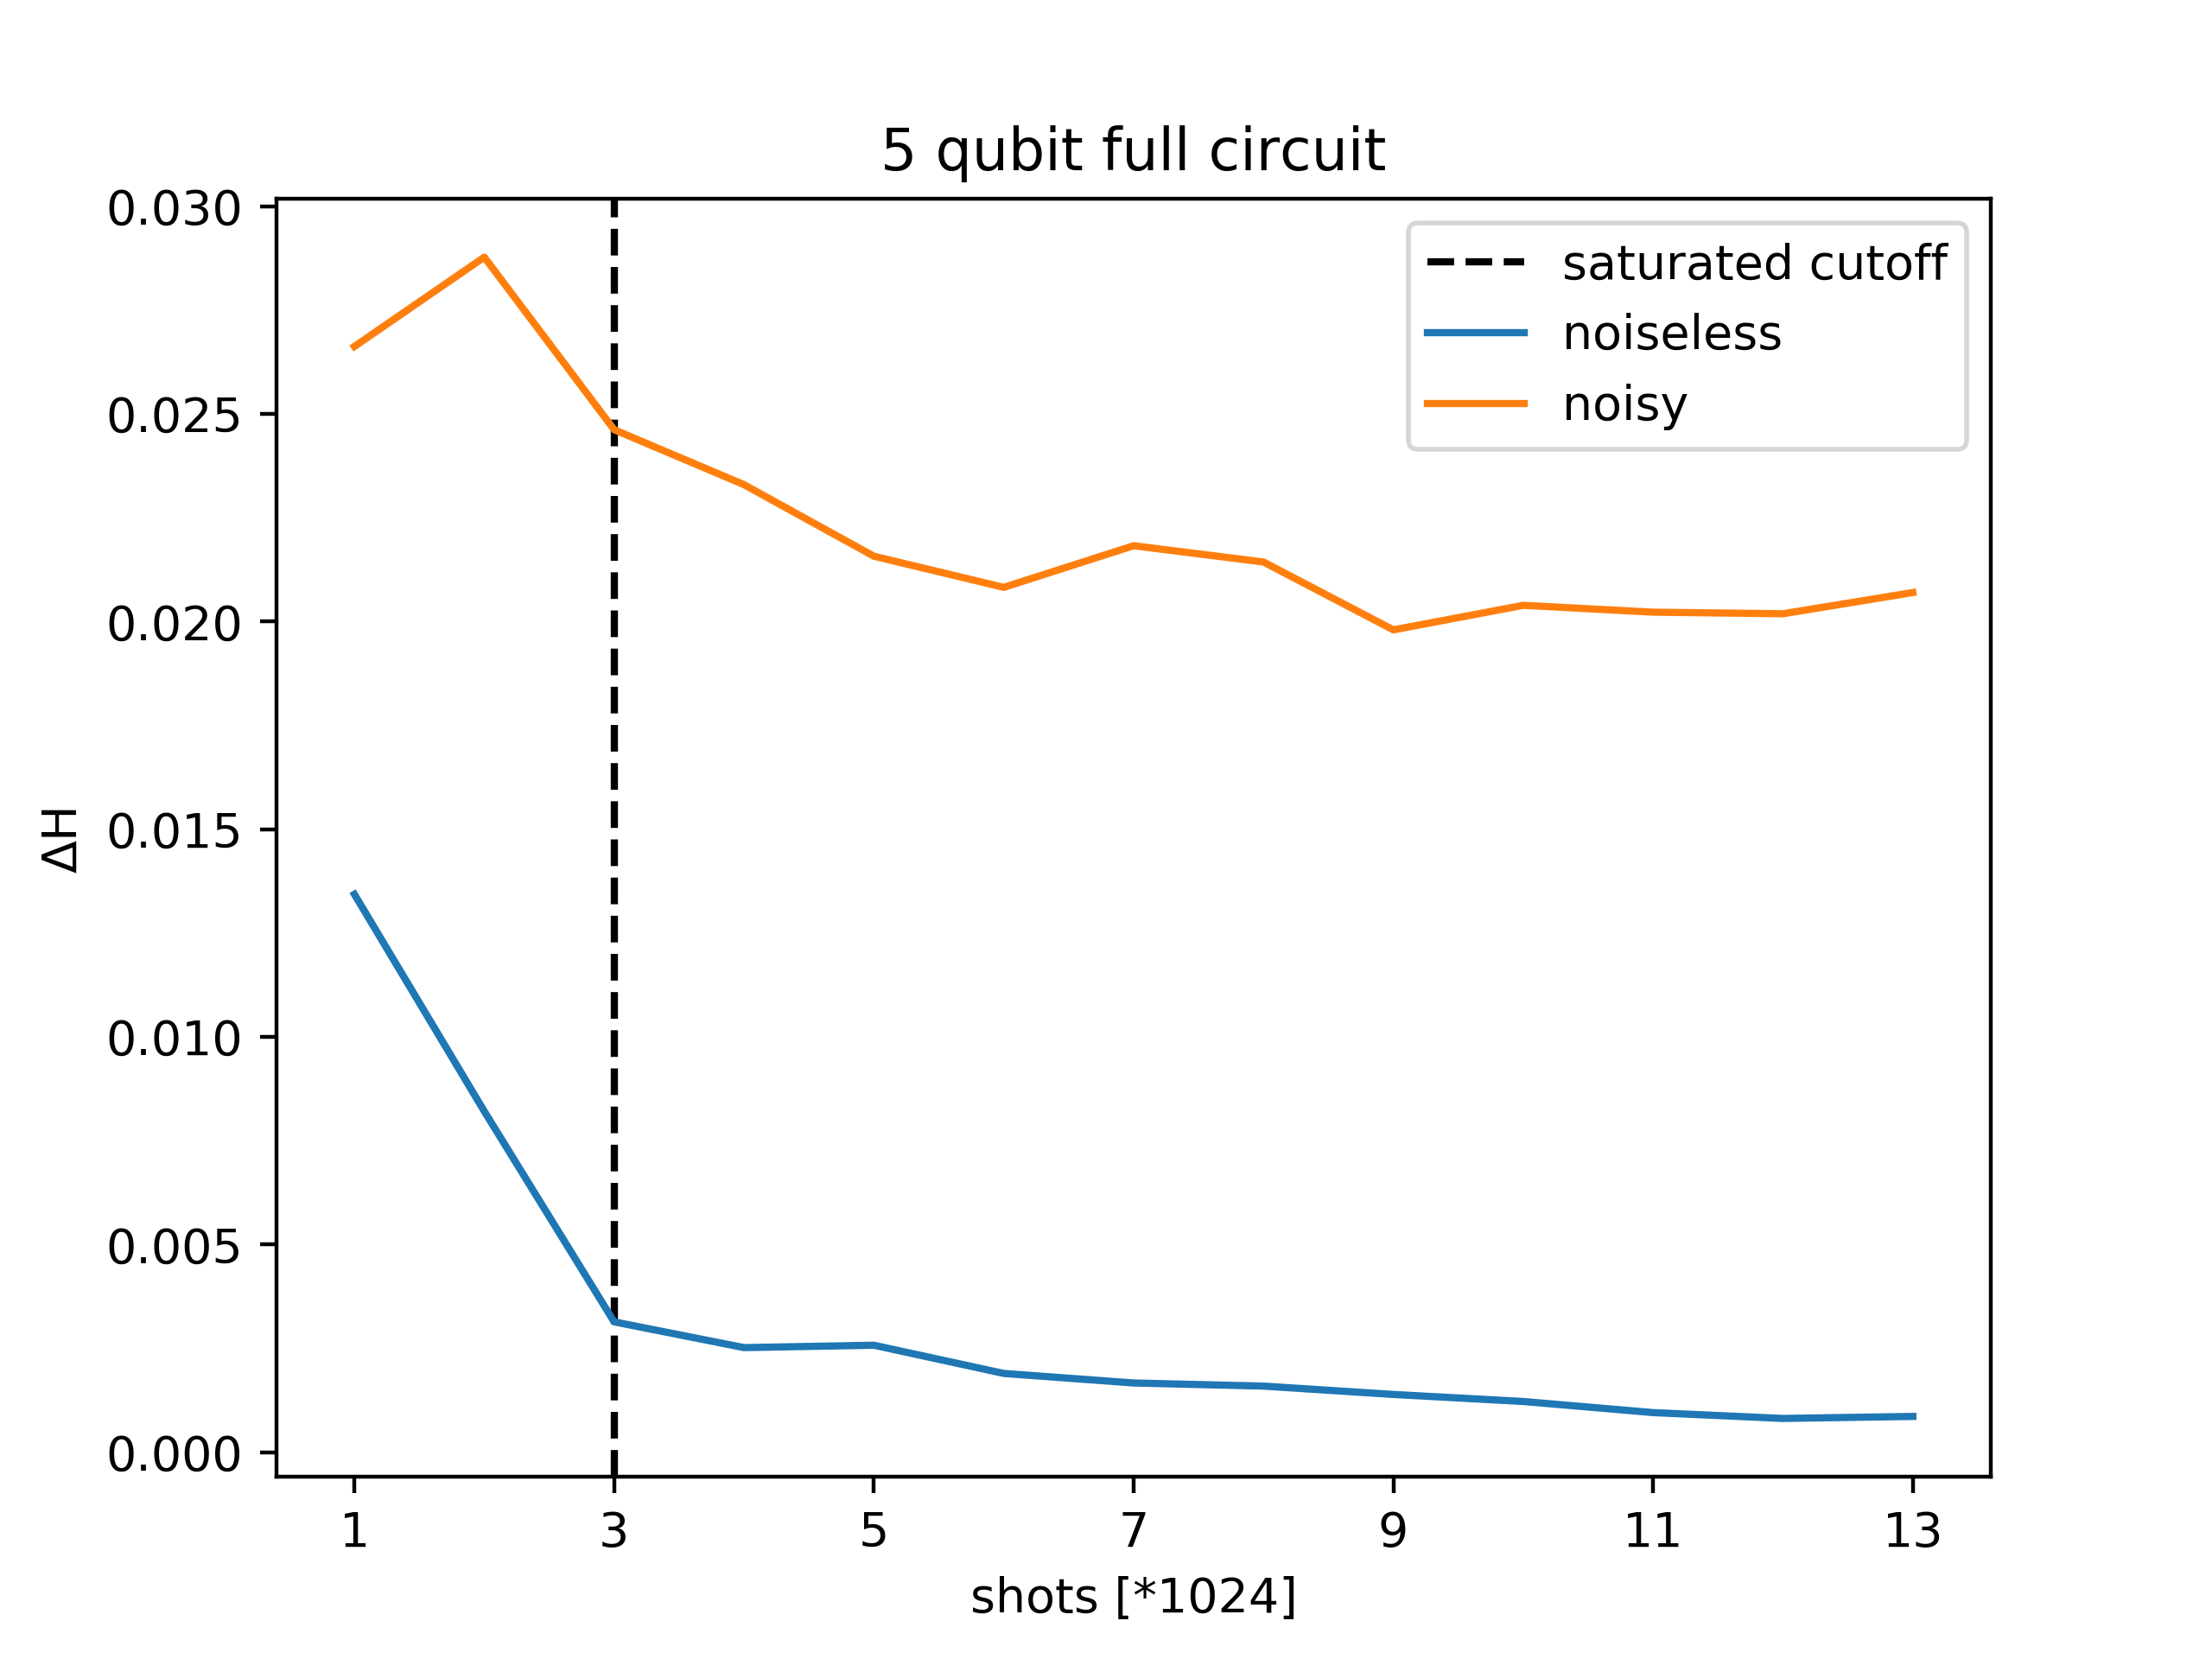 5 qubit full circuit
saturated cutoff
noiseless
noisy
0.030
0.025
0.020
0.015
0.010
0.005
0.000
ΔH
1 3 5 7 9 11 13
shots [*1024]